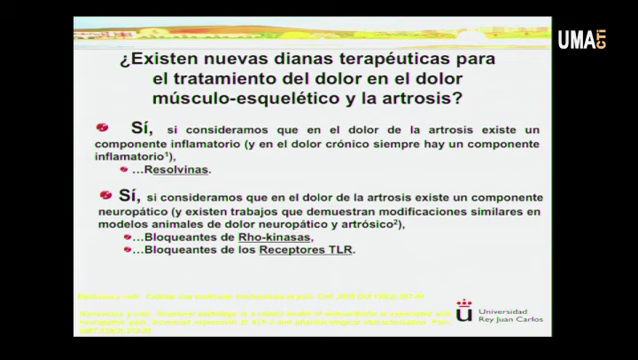 UMA CTI
¿Existen nuevas dianas terapéuticas para
el tratamiento del dolor en el dolor
músculo-esquelético y la artrosis?
Sí, si consideramos que en el dolor de la artrosis existe un
componente inflamatorio (y en el dolor crónico siempre hay un componente
inflamatorio1),
...Resolvinas.
Sí, si consideramos que en el dolor de la artrosis existe un componente
neuropático (y existen trabajos que demuestran modificaciones similares en
modelos animales de dolor neuropático y artrósico2),
...Bloqueantes de Rho-kinasas,
...Bloqueantes de los Receptores TLR.
Universidad
Rey Juan Carlos